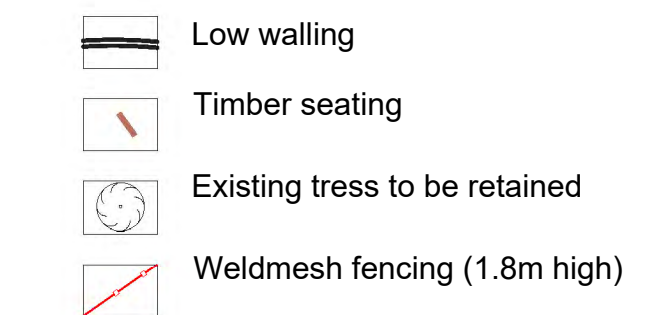 Low walling
Timber seating
Existing tress to be retained
Weldmesh fencing (1.8m high)